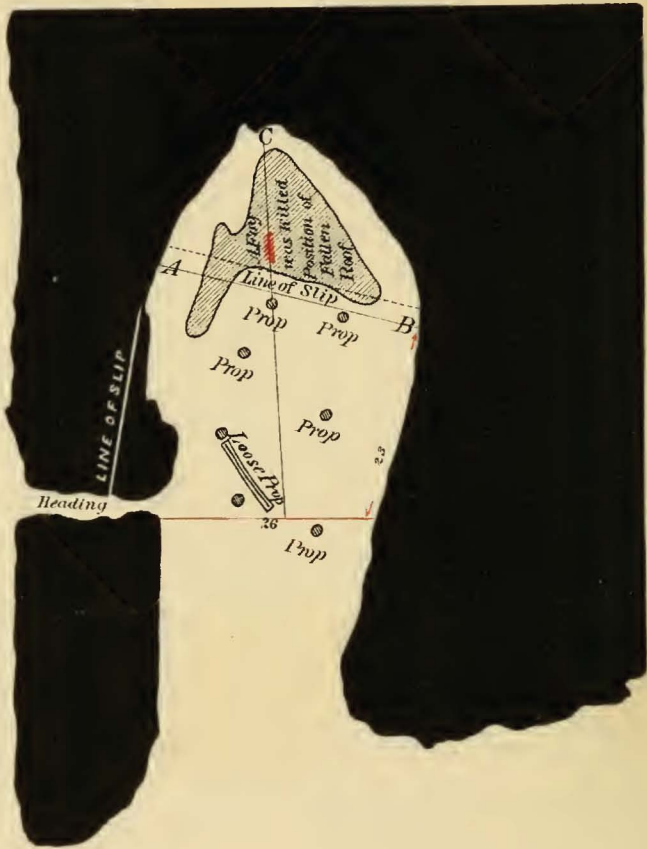 C
A Fay
was Killed
Position of
Fallen
Roof
A
Line of Slip
B
Prop
Prop
Prop
Prop
LINE OF SLIP
23
Loose Prop
Heading
26
Prop